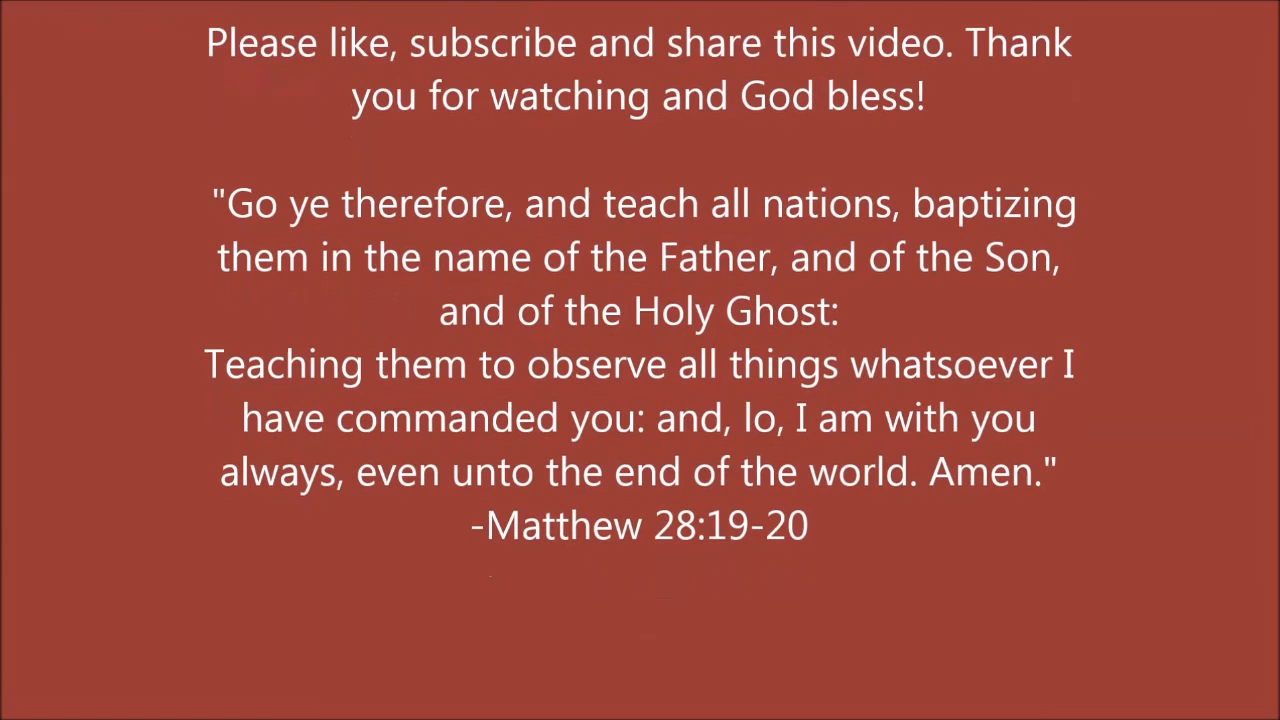 Please like, subscribe and share this video. Thank
you for watching and God bless!
"Go ye therefore, and teach all nations, baptizing
them in the name of the Father, and of the Son,
and of the Holy Ghost:
Teaching them to observe all things whatsoever I
have commanded you: and, lo, I am with you
always, even unto the end of the world. Amen."
-Matthew 28:19-20